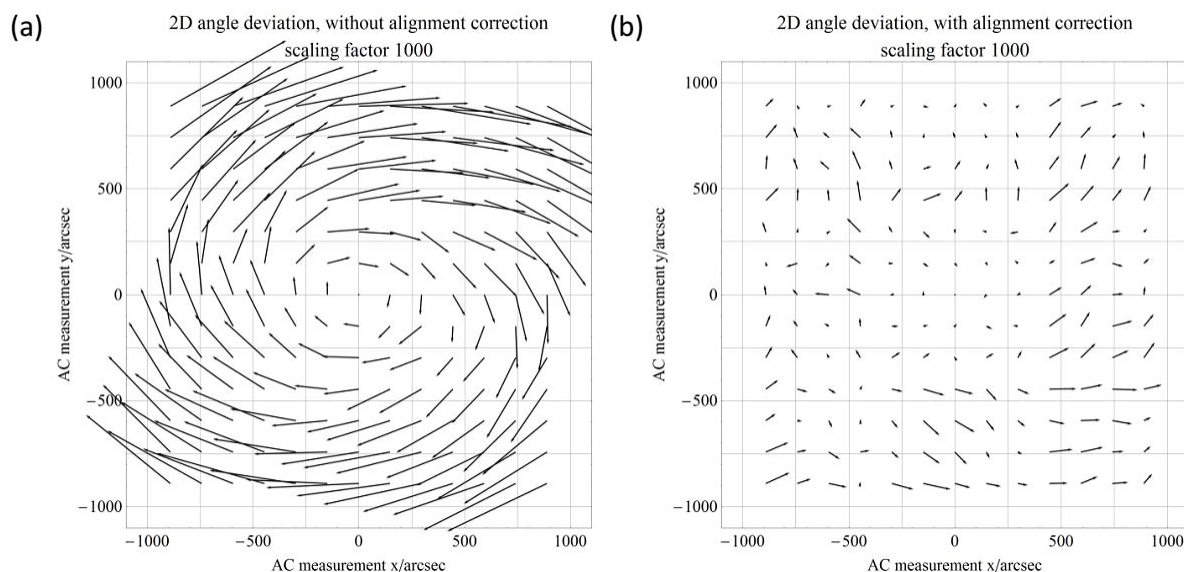 (a)
2D angle deviation, without alignment correction
scaling factor 1000
1000
500
0
−500
−1000
AC measurement y/arcsec
−1000 −500 0 500 1000
AC measurement x/arcsec
(b)
2D angle deviation, with alignment correction
scaling factor 1000
1000
500
0
−500
−1000
AC measurement y/arcsec
−1000 −500 0 500 1000
AC measurement x/arcsec